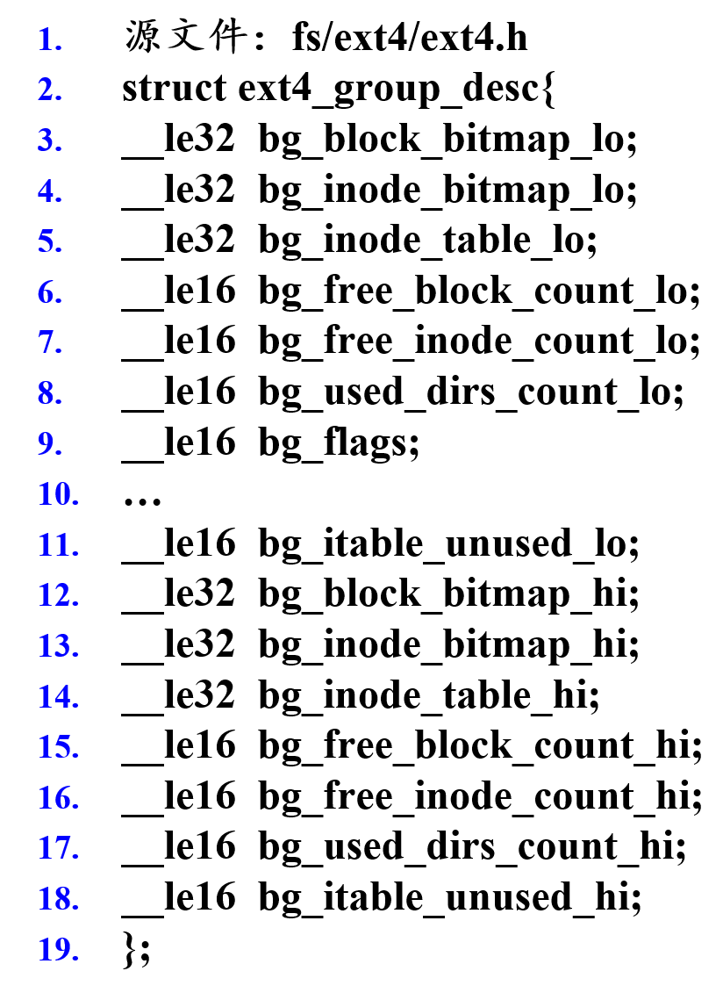 1. 源文件：fs/ext4/ext4.h
2. struct ext4_group_desc{
3. __le32 bg_block_bitmap_lo;
4. __le32 bg_inode_bitmap_lo;
5. __le32 bg_inode_table_lo;
6. __le16 bg_free_block_count_lo;
7. __le16 bg_free_inode_count_lo;
8. __le16 bg_used_dirs_count_lo;
9. __le16 bg_flags;
10. …
11. __le16 bg_itable_unused_lo;
12. __le32 bg_block_bitmap_hi;
13. __le32 bg_inode_bitmap_hi;
14. __le32 bg_inode_table_hi;
15. __le16 bg_free_block_count_hi;
16. __le16 bg_free_inode_count_hi;
17. __le16 bg_used_dirs_count_hi;
18. __le16 bg_itable_unused_hi;
19. };